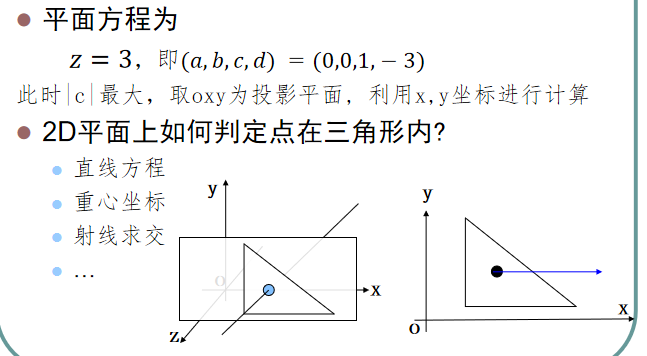 平面方程为
z = 3，即(a, b, c, d) = (0,0,1, − 3)
此时|c|最大，取oxy为投影平面, 利用x,y坐标进行计算
2D平面上如何判定点在三角形内?
直线方程
重心坐标
射线求交
…
y
O
X
Z
y
X
O